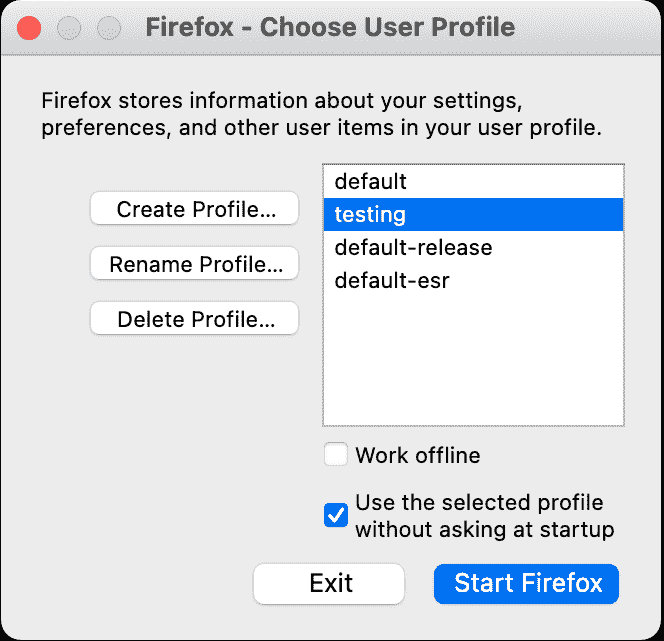 Firefox - Choose User Profile
Firefox stores information about your settings,
preferences, and other user items in your user profile.
Create Profile...
Rename Profile...
Delete Profile...
default
testing
default-release
default-esr
Work offline
Use the selected profile
without asking at startup
Exit
Start Firefox